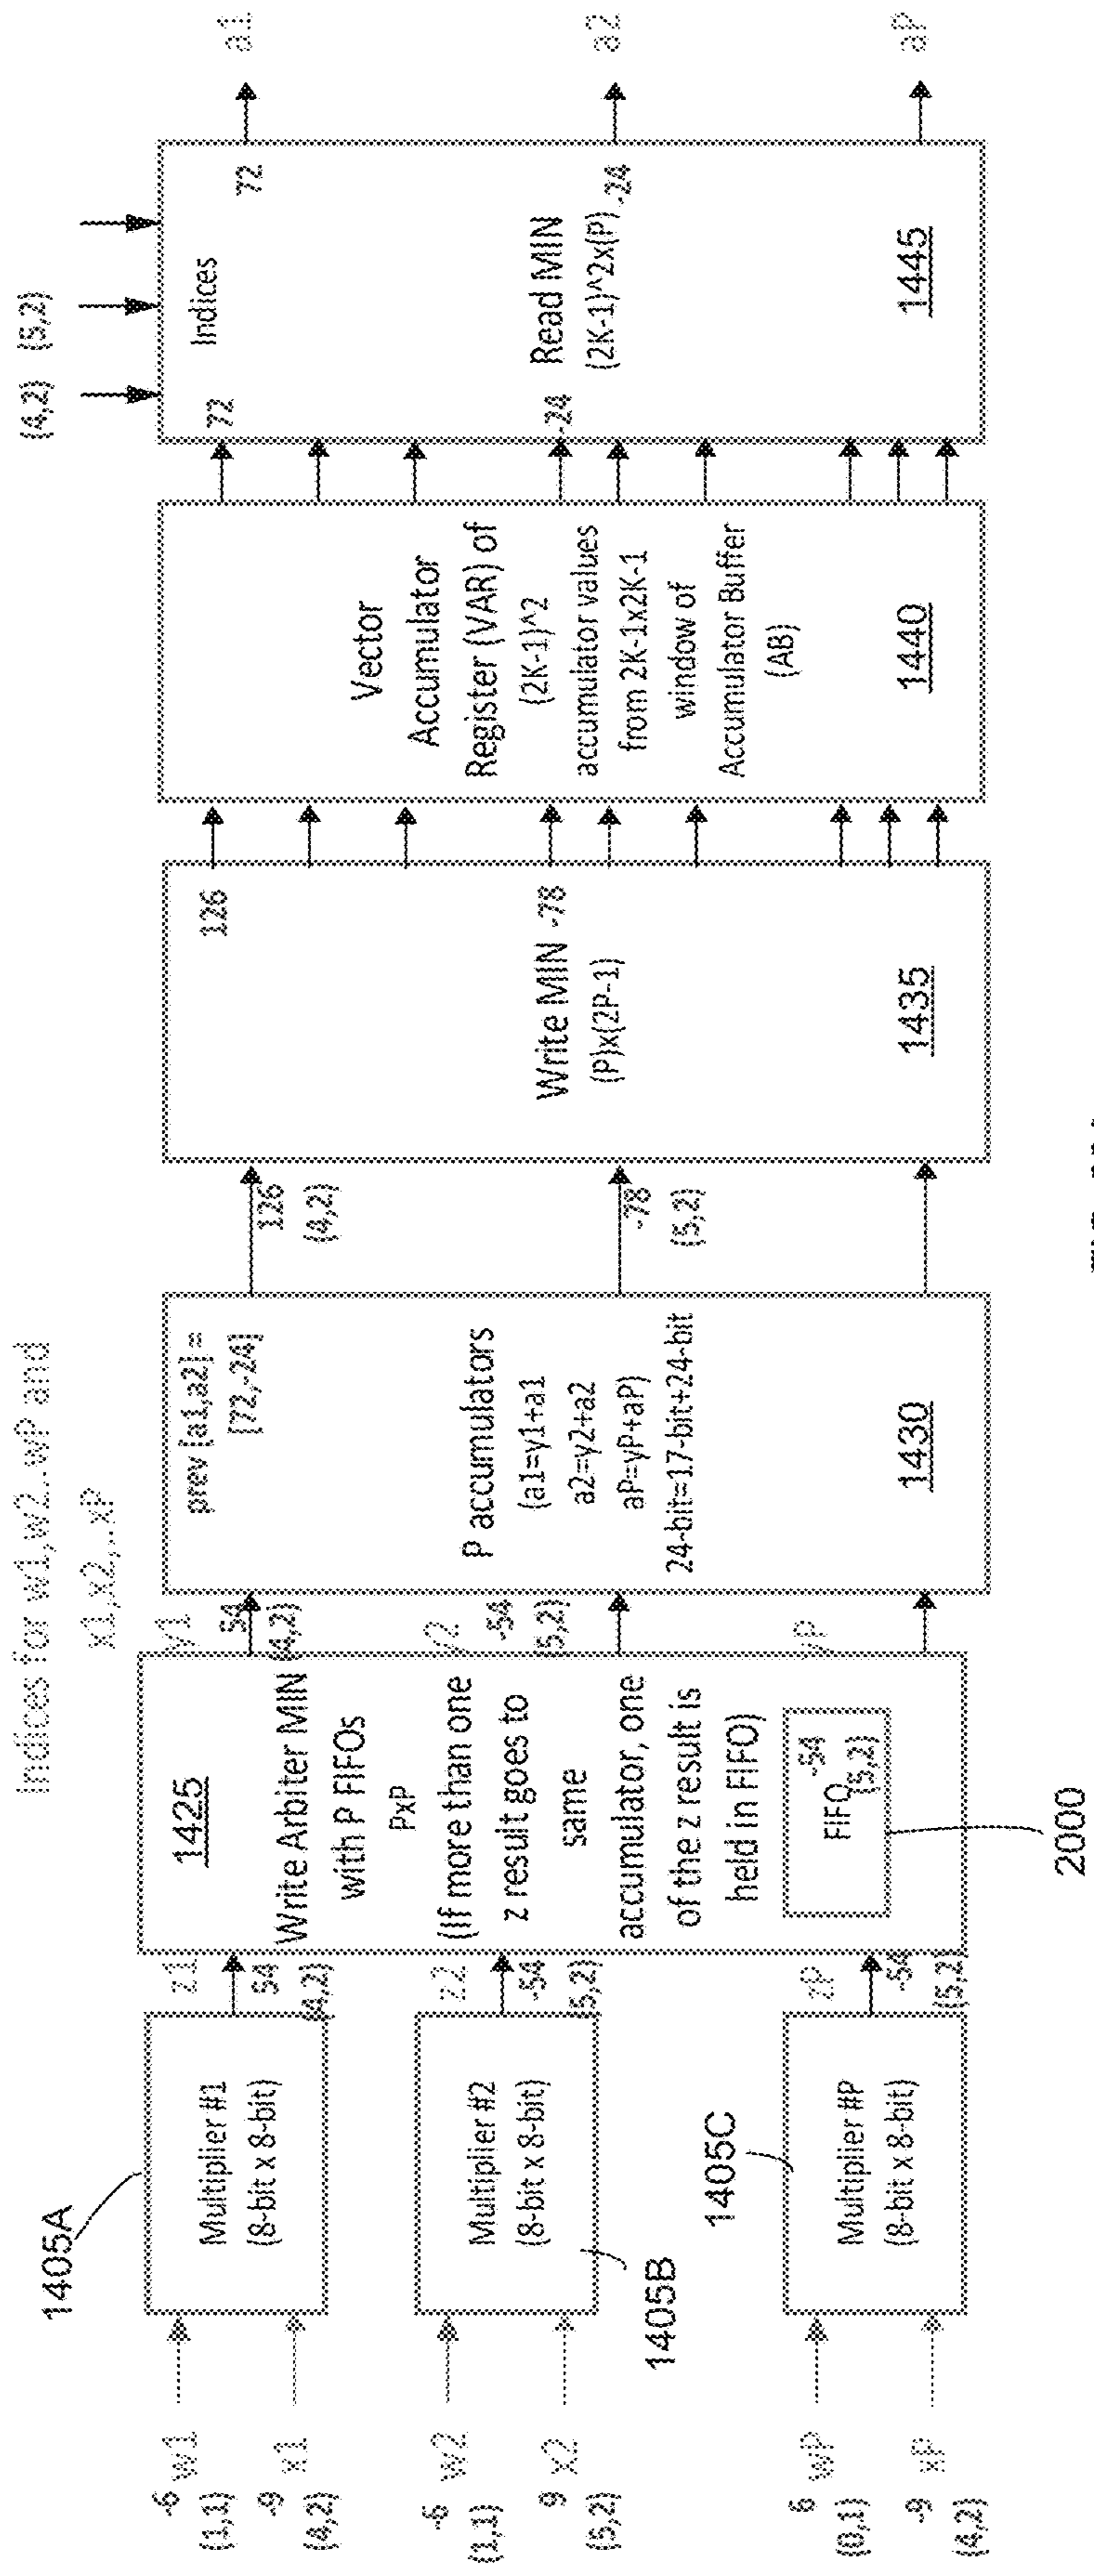 Indices for w1,w2..wP and
x1,x2,..xP
1405A
-6 w1
(1,1)
-9 x1
(4,2)
Multiplier #1
(8-bit x 8-bit)
z1
54
(4,2)
-6 w2
(1,1)
9 x2
(5,2)
Multiplier #2
(8-bit x 8-bit)
1405B
z2
-54
(5,2)
1405C
6 wP
(0,1)
-9 xP
(4,2)
Multiplier #P
(8-bit x 8-bit)
zP
-54
(5,2)
1425
Write Arbiter MIN
with P FIFOs
PxP
(If more than one
z result goes to
same
accumulator, one
of the z result is
held in FIFO)
-54
FIFO
(5,2)
2000
y1
54
(4,2)
y2
-54
(5,2)
yP
prev [a1,a2] =
[72,-24]
P accumulators
(a1=y1+a1
a2=y2+a2
aP=yP+aP)
24-bit=17-bit+24-bit
1430
126
(4,2)
-78
(5,2)
126
Write MIN -78
(P)x(2P-1)
1435
Vector
Accumulator
Register (VAR) of
(2K-1)^2
accumulator values
from 2K-1x2K-1
window of
Accumulator Buffer
(AB)
1440
(4,2) (5,2)
Indices
72
72
-24
Read MIN
(2K-1)^2x(P)
-24
1445
a1
a2
aP